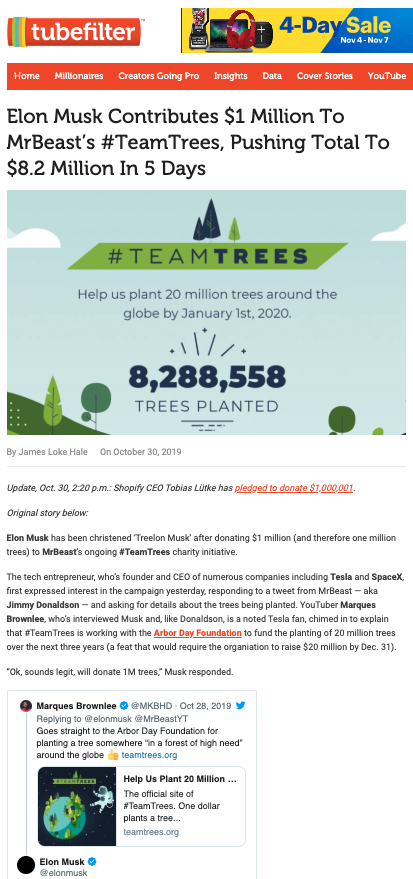 tubefilter
4-Day Sale
Nov 4 - Nov 7
Home Millionaires Creators Going Pro Insights Data Cover Stories YouTube
Elon Musk Contributes $1 Million To
MrBeast's #TeamTrees, Pushing Total To
$8.2 Million In 5 Days
#TEAMTREES
Help us plant 20 million trees around the
globe by January 1st, 2020.
8,288,558
TREES PLANTED
By James Loke Hale On October 30, 2019
Update, Oct. 30, 2:20 p.m.: Shopify CEO Tobias Lütke has pledged to donate $1,000,001.
Original story below:
Elon Musk has been christened 'Treelon Musk' after donating $1 million (and therefore one million
trees) to MrBeast's ongoing #TeamTrees charity initiative.
The tech entrepreneur, who's founder and CEO of numerous companies including Tesla and SpaceX,
first expressed interest in the campaign yesterday, responding to a tweet from MrBeast — aka
Jimmy Donaldson — and asking for details about the trees being planted. YouTuber Marques
Brownlee, who's interviewed Musk and, like Donaldson, is a noted Tesla fan, chimed in to explain
that #TeamTrees is working with the Arbor Day Foundation to fund the planting of 20 million trees
over the next three years (a feat that would require the organiation to raise $20 million by Dec. 31).
"Ok, sounds legit, will donate 1M trees," Musk responded.
Marques Brownlee @MKBHD · Oct 28, 2019
Replying to @elonmusk @MrBeastYT
Goes straight to the Arbor Day Foundation for
planting a tree somewhere "in a forest of high need"
around the globe 👍 teamtrees.org
#TEAMTREES
Help Us Plant 20 Million ...
The official site of
#TeamTrees. One dollar
plants a tree...
teamtrees.org
Elon Musk
@elonmusk